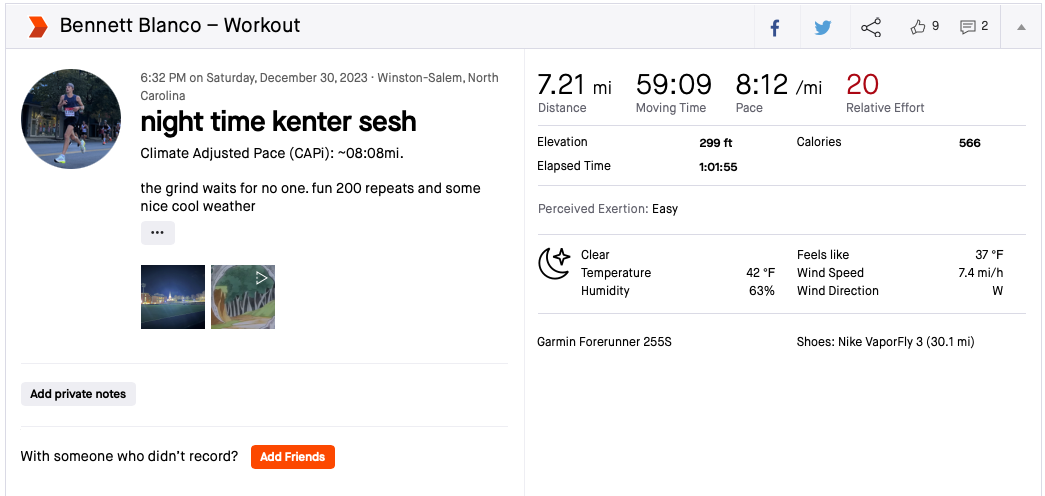 Bennett Blanco – Workout
9
2
6:32 PM on Saturday, December 30, 2023 · Winston-Salem, North
Carolina
night time kenter sesh
Climate Adjusted Pace (CAPi): ~08:08mi.
the grind waits for no one. fun 200 repeats and some
nice cool weather
•••
Add private notes
With someone who didn't record? Add Friends
7.21 mi 59:09 8:12 /mi 20
Distance Moving Time Pace Relative Effort
Elevation 299 ft Calories 566
Elapsed Time 1:01:55
Perceived Exertion: Easy
Clear Feels like 37 °F
Temperature 42 °F Wind Speed 7.4 mi/h
Humidity 63% Wind Direction W
Garmin Forerunner 255S Shoes: Nike VaporFly 3 (30.1 mi)